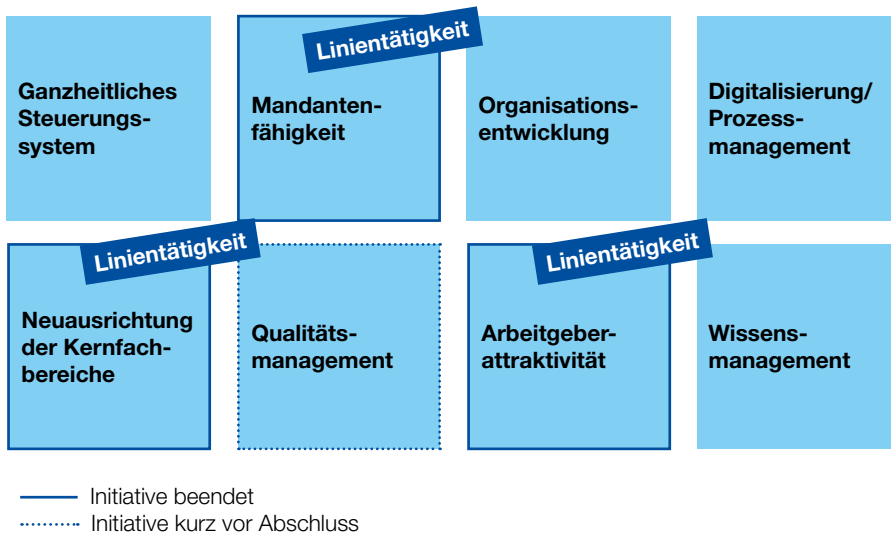 Linientätigkeit
Ganzheitliches
Steuerungs-
system
Mandanten-
fähigkeit
Organisations-
entwicklung
Digitalisierung/
Prozess-
management
Linientätigkeit
Linientätigkeit
Neuausrichtung
der Kernfach-
bereiche
Qualitäts-
management
Arbeitgeber-
attraktivität
Wissens-
management
Initiative beendet
Initiative kurz vor Abschluss